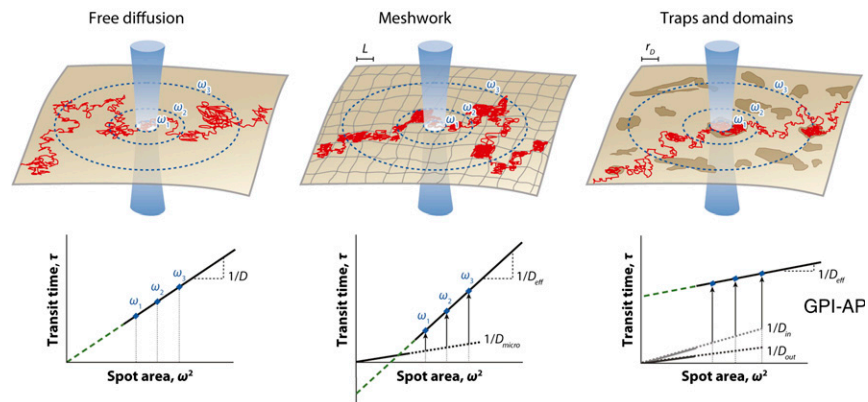 Free diffusion
Meshwork
Traps and domains
L
r_D
ω₃
ω₂
ω₁
ω₃
ω₂
ω₁
ω₃
ω₂
ω₁
Transit time, τ
ω₁
ω₂
ω₃
1/D
Spot area, ω²
Transit time, τ
ω₁
ω₂
ω₃
1/D_eff
1/D_micro
Spot area, ω²
Transit time, τ
1/D_eff
GPI-AP
1/D_in
1/D_out
Spot area, ω²